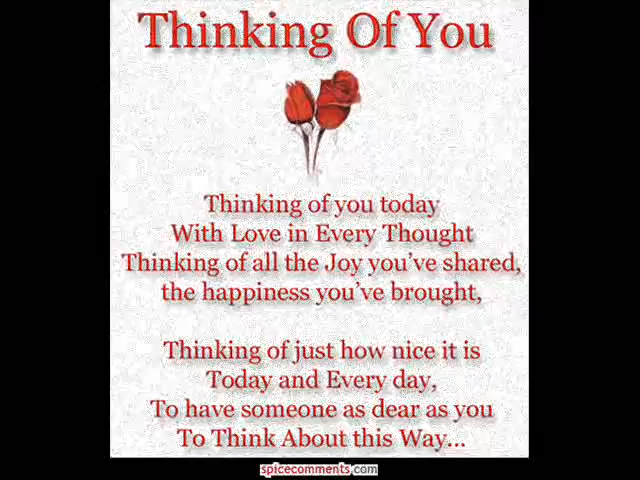 Thinking Of You
Thinking of you today
With Love in Every Thought
Thinking of all the Joy you've shared,
the happiness you've brought,
Thinking of just how nice it is
Today and Every day,
To have someone as dear as you
To Think About this Way...
spicecomments.com